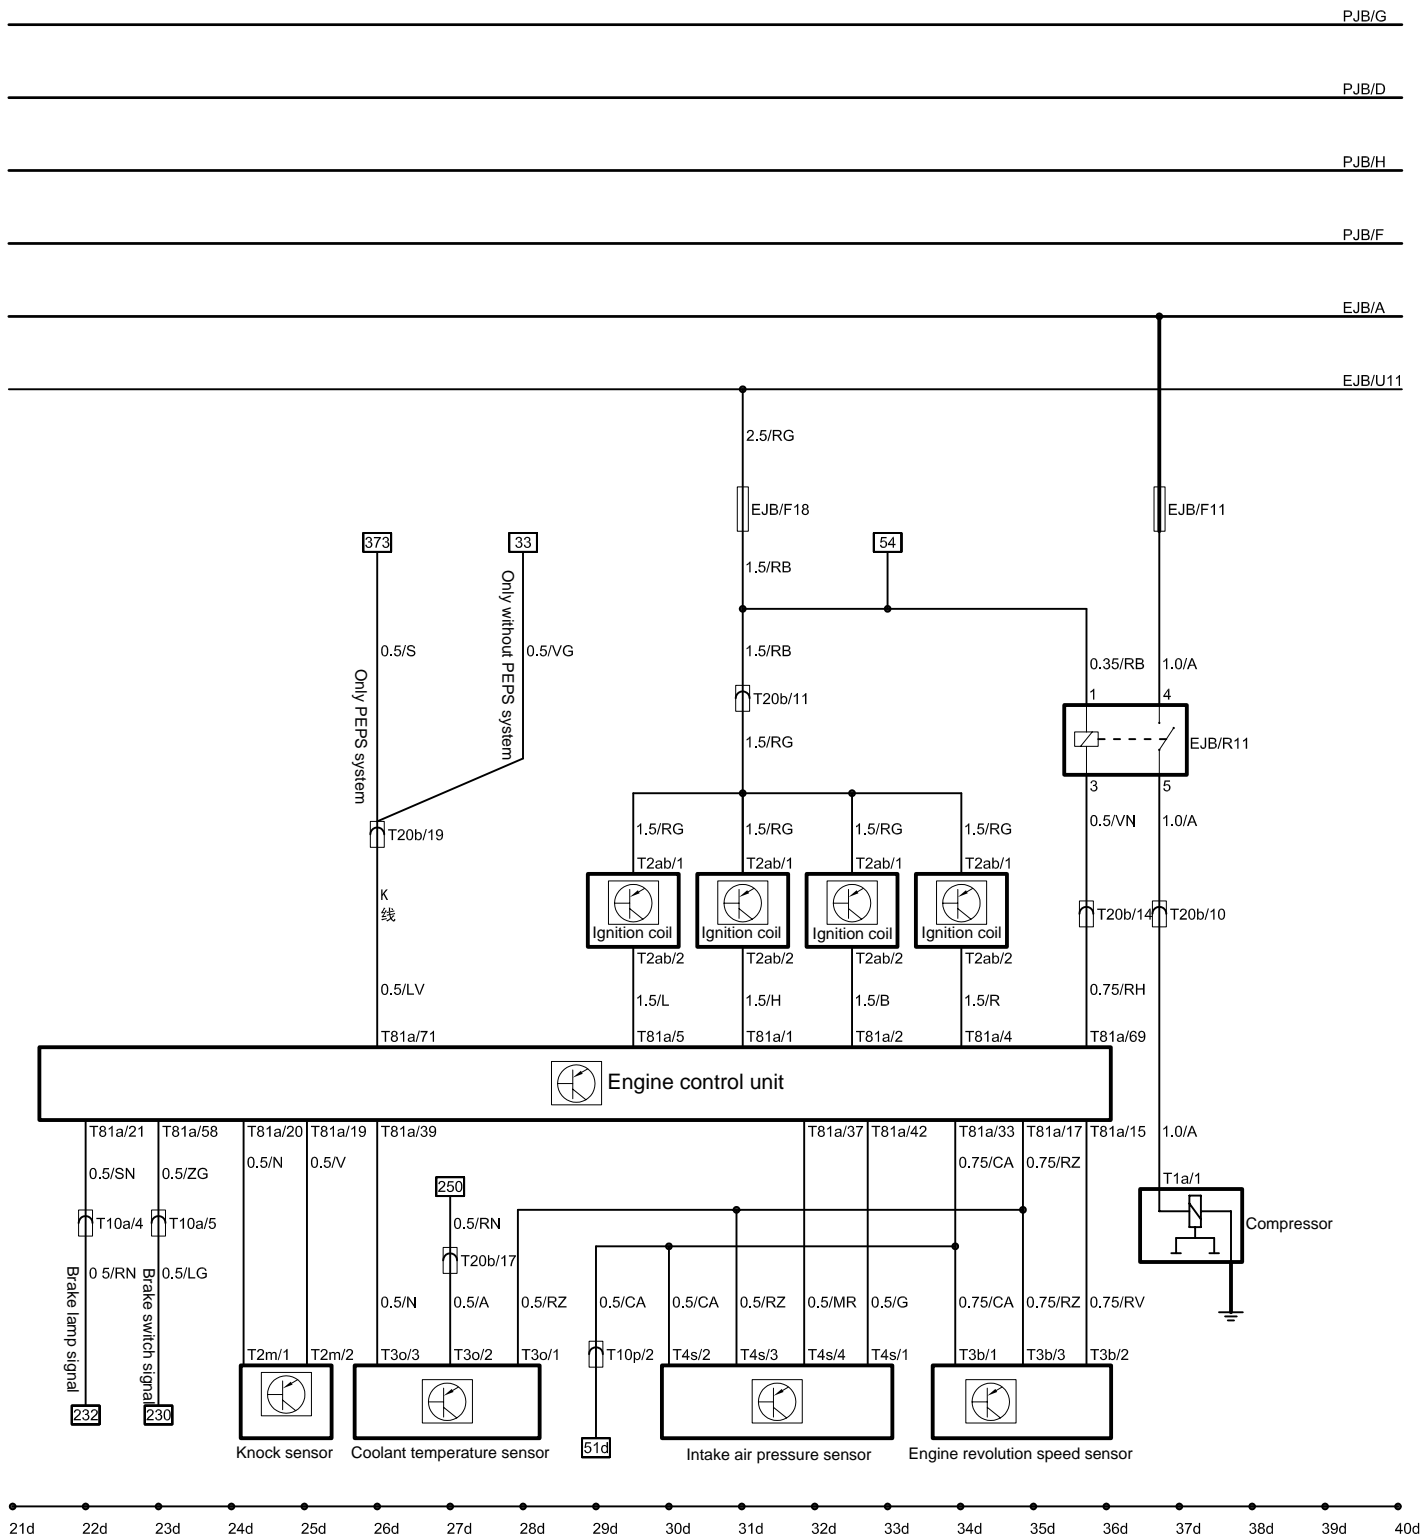 PJB/G
PJB/D
PJB/H
PJB/F
EJB/A
EJB/U11
2.5/RG
EJB/F18
EJB/F11
373
33
54
1.5/RB
Only PEPS system
0.5/S
Only without PEPS system
0.5/VG
1.5/RB
0.35/RB
1.0/A
1
4
T20b/11
1.5/RG
EJB/R11
3
5
T20b/19
1.5/RG
1.5/RG
1.5/RG
1.5/RG
0.5/VN
1.0/A
T2ab/1
T2ab/1
T2ab/1
T2ab/1
K
线
Ignition coil
Ignition coil
Ignition coil
Ignition coil
T20b/14
T20b/10
T2ab/2
T2ab/2
T2ab/2
T2ab/2
0.5/LV
1.5/L
1.5/H
1.5/B
1.5/R
0.75/RH
T81a/71
T81a/5
T81a/1
T81a/2
T81a/4
T81a/69
Engine control unit
T81a/21
T81a/58
T81a/20
T81a/19
T81a/39
T81a/37
T81a/42
T81a/33
T81a/17
T81a/15
1.0/A
0.5/SN
0.5/ZG
0.5/N
0.5/V
0.75/CA
0.75/RZ
T1a/1
250
T10a/4
T10a/5
0.5/RN
Compressor
T20b/17
Brake lamp signal
0 5/RN
Brake switch signal
0.5/LG
0.5/N
0.5/A
0.5/RZ
0.5/CA
0.5/CA
0.5/RZ
0.5/MR
0.5/G
0.75/CA
0.75/RZ
0.75/RV
T2m/1
T2m/2
T3o/3
T3o/2
T3o/1
T10p/2
T4s/2
T4s/3
T4s/4
T4s/1
T3b/1
T3b/3
T3b/2
232
230
51d
Knock sensor
Coolant temperature sensor
Intake air pressure sensor
Engine revolution speed sensor
21d
22d
23d
24d
25d
26d
27d
28d
29d
30d
31d
32d
33d
34d
35d
36d
37d
38d
39d
40d